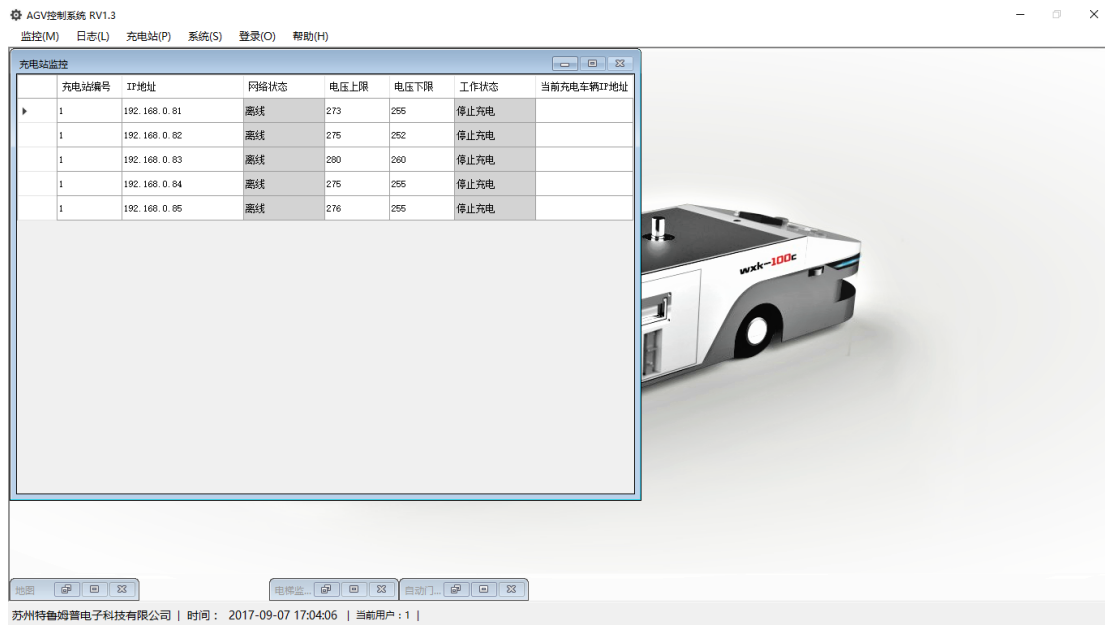 AGV控制系统 RV1.3
监控(M) 日志(L) 充电站(P) 系统(S) 登录(O) 帮助(H)
充电站监控
充电站编号 IP地址 网络状态 电压上限 电压下限 工作状态 当前充电车辆IP地址
1 192.168.0.81 离线 273 255 停止充电
1 192.168.0.82 离线 275 252 停止充电
1 192.168.0.83 离线 280 260 停止充电
1 192.168.0.84 离线 275 255 停止充电
1 192.168.0.85 离线 276 255 停止充电
wxk-100c
地图 电梯监... 自动门...
苏州特鲁姆普电子科技有限公司 | 时间： 2017-09-07 17:04:06 | 当前用户：1 |